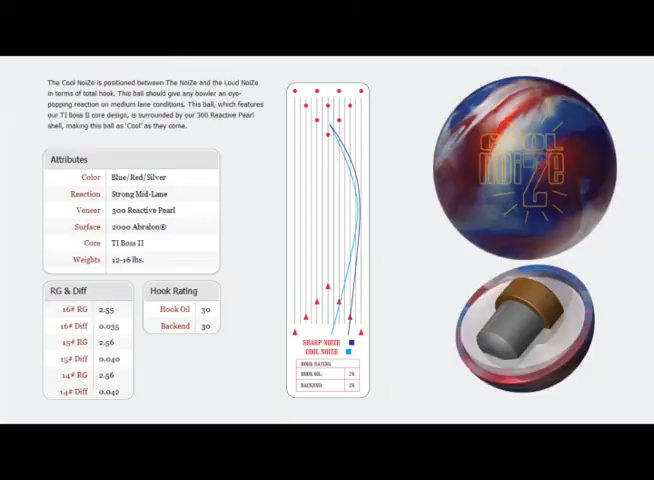 The Cool NoiZe is positioned between The NoiZe and the Loud NoiZe
in terms of total hook. This ball should give any bowler an eye-
popping reaction on medium lane conditions. This ball, which features
our TI Boss II core design, is surrounded by our 300 Reactive Pearl
shell, making this ball as 'Cool' as they come.
Attributes
Color Blue/Red/Silver
Reaction Strong Mid-Lane
Veneer 300 Reactive Pearl
Surface 2000 Abralon®
Core TI Boss II
Weights 12-16 lbs.
RG & Diff
16# RG 2.55
16# Diff 0.035
15# RG 2.56
15# Diff 0.040
14# RG 2.56
14# Diff 0.042
Hook Rating
Hook Oil 30
Backend 30
SHARP NOIZE
COOL NOIZE
HOOK RATING
HOOK OIL:
BACKEND:
COOL
noiZe